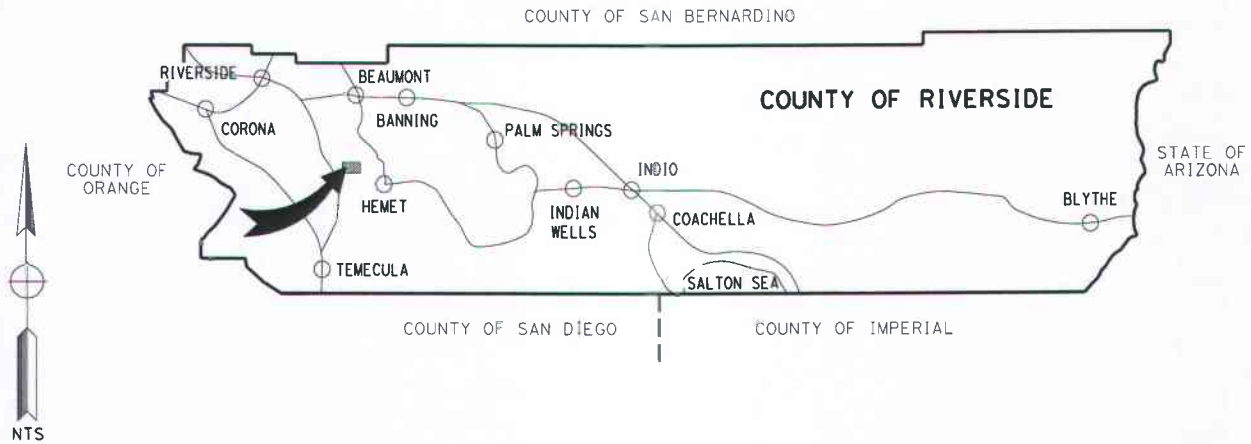 COUNTY OF SAN BERNARDINO
RIVERSIDE
BEAUMONT
COUNTY OF RIVERSIDE
CORONA
BANNING
PALM SPRINGS
COUNTY OF
ORANGE
STATE OF
ARIZONA
INDIO
HEMET
INDIAN
WELLS
COACHELLA
BLYTHE
TEMECULA
SALTON SEA
COUNTY OF SAN DIEGO
COUNTY OF IMPERIAL
NTS